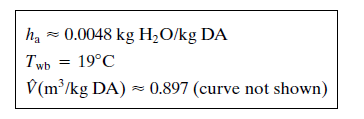 hₐ ≈ 0.0048 kg H₂O/kg DA
T_wb = 19°C
V̂(m³/kg DA) ≈ 0.897 (curve not shown)